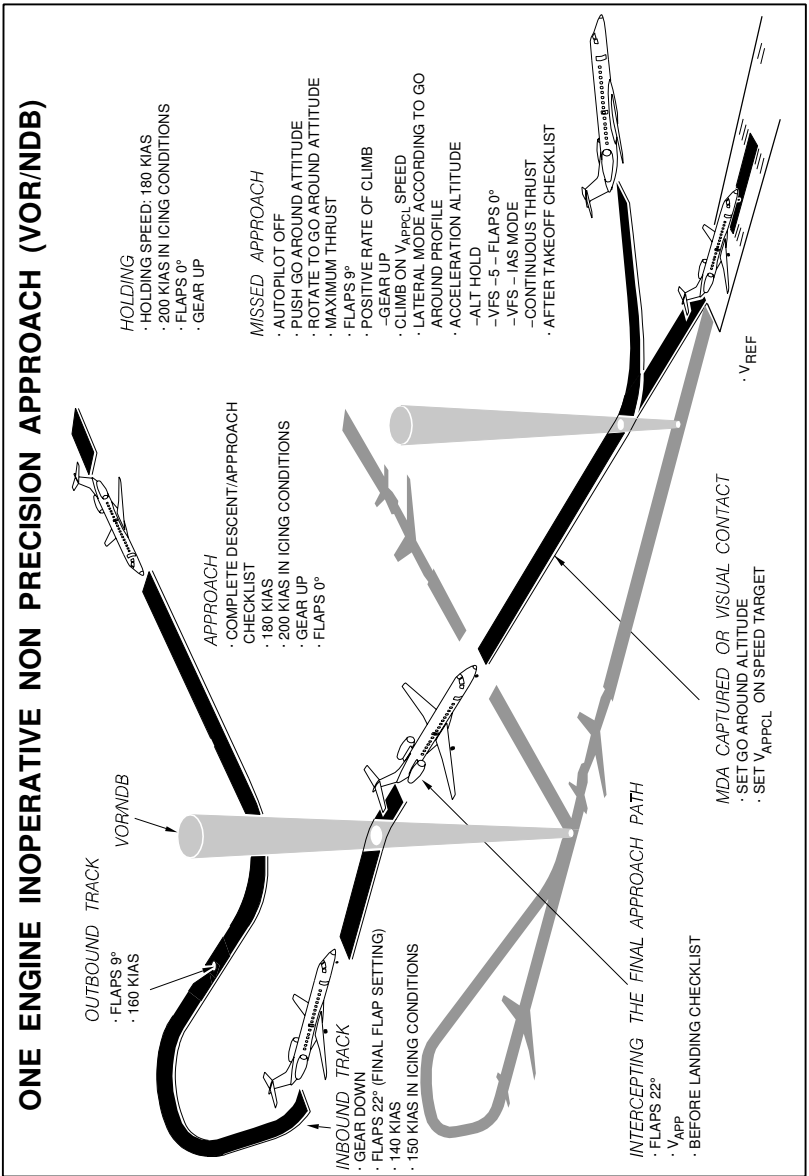 ONE ENGINE INOPERATIVE NON PRECISION APPROACH (VOR/NDB)
OUTBOUND TRACK
· FLAPS 9°
· 160 KIAS
VOR/NDB
APPROACH
· COMPLETE DESCENT/APPROACH
CHECKLIST
· 180 KIAS
· 200 KIAS IN ICING CONDITIONS
· GEAR UP
· FLAPS 0°
HOLDING
· HOLDING SPEED: 180 KIAS
· 200 KIAS IN ICING CONDITIONS
· FLAPS 0°
· GEAR UP
MISSED APPROACH
· AUTOPILOT OFF
· PUSH GO AROUND ATTITUDE
· ROTATE TO GO AROUND ATTITUDE
· MAXIMUM THRUST
· FLAPS 9°
· POSITIVE RATE OF CLIMB
–GEAR UP
· CLIMB ON VAPPCL SPEED
· LATERAL MODE ACCORDING TO GO
AROUND PROFILE
· ACCELERATION ALTITUDE
–ALT HOLD
–VFS –5 – FLAPS 0°
–VFS – IAS MODE
–CONTINUOUS THRUST
· AFTER TAKEOFF CHECKLIST
INBOUND TRACK
· GEAR DOWN
· FLAPS 22° (FINAL FLAP SETTING)
· 140 KIAS
· 150 KIAS IN ICING CONDITIONS
INTERCEPTING THE FINAL APPROACH PATH
· FLAPS 22°
· VAPP
· BEFORE LANDING CHECKLIST
MDA CAPTURED OR VISUAL CONTACT
· SET GO AROUND ALTITUDE
· SET VAPPCL ON SPEED TARGET
· VREF